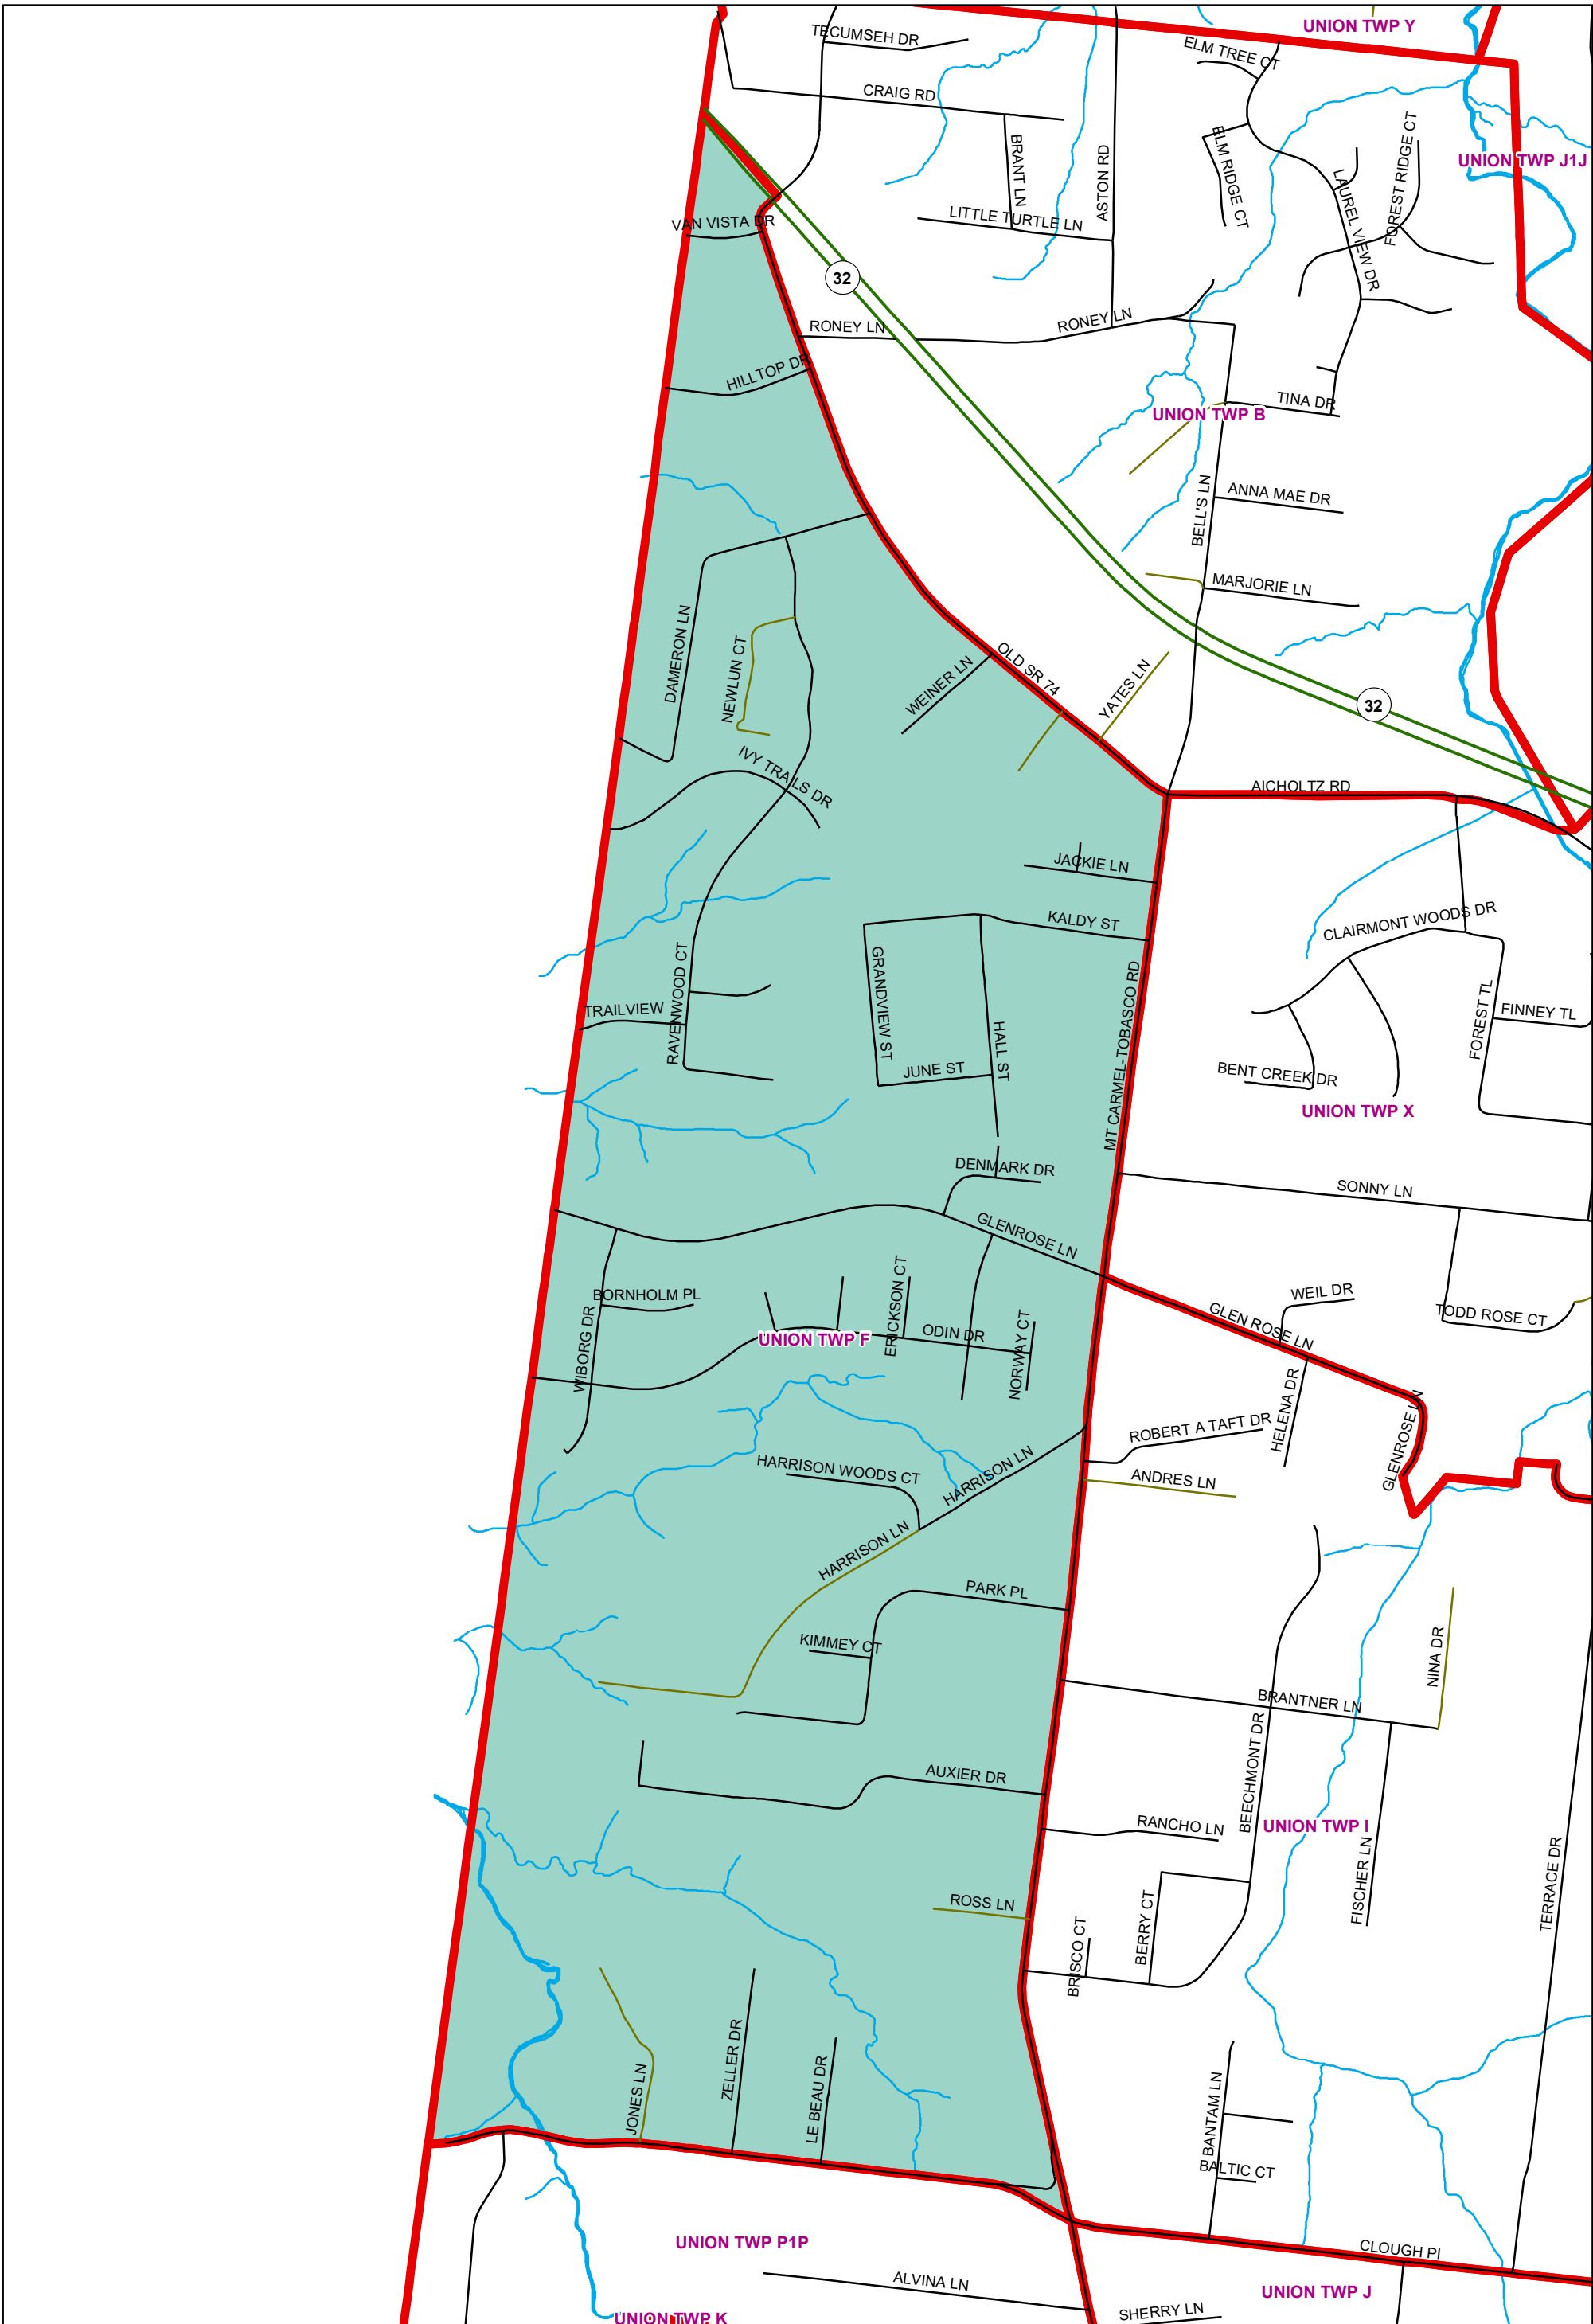 UNION TWP Y
TECUMSEH DR
ELM TREE CT
CRAIG RD
BRANT LN
ASTON RD
ELM RIDGE CT
LAUREL VIEW DR
FOREST RIDGE CT
UNION TWP J1J
VAN VISTA DR
LITTLE TURTLE LN
32
RONEY LN
RONEY LN
HILLTOP DR
TINA DR
UNION TWP B
BELL'S LN
ANNA MAE DR
MARJORIE LN
DAMERON LN
NEWLUN CT
WEINER LN
OLD SR 74
YATES LN
32
IVY TRAILS DR
AICHOLTZ RD
JACKIE LN
KALDY ST
CLAIRMONT WOODS DR
GRANDVIEW ST
RAVENWOOD CT
TRAILVIEW
HALL ST
JUNE ST
MT CARMEL-TOBASCO RD
FOREST TL
FINNEY TL
BENT CREEK DR
UNION TWP X
DENMARK DR
SONNY LN
GLENROSE LN
BORNHOLM PL
WIBORG DR
UNION TWP F
ERICKSON CT
ODIN DR
NORWAY CT
WEIL DR
GLEN ROSE LN
TODD ROSE CT
HELENA DR
GLENROSE LN
ROBERT A TAFT DR
HARRISON WOODS CT
HARRISON LN
ANDRES LN
HARRISON LN
PARK PL
KIMMEY CT
NINA DR
BRANTNER LN
BEECHMONT DR
AUXIER DR
RANCHO LN
UNION TWP I
FISCHER LN
TERRACE DR
ROSS LN
BRISCO CT
BERRY CT
JONES LN
ZELLER DR
LE BEAU DR
BANTAM LN
BALTIC CT
UNION TWP P1P
CLOUGH PI
ALVINA LN
UNION TWP J
SHERRY LN
UNION TWP K